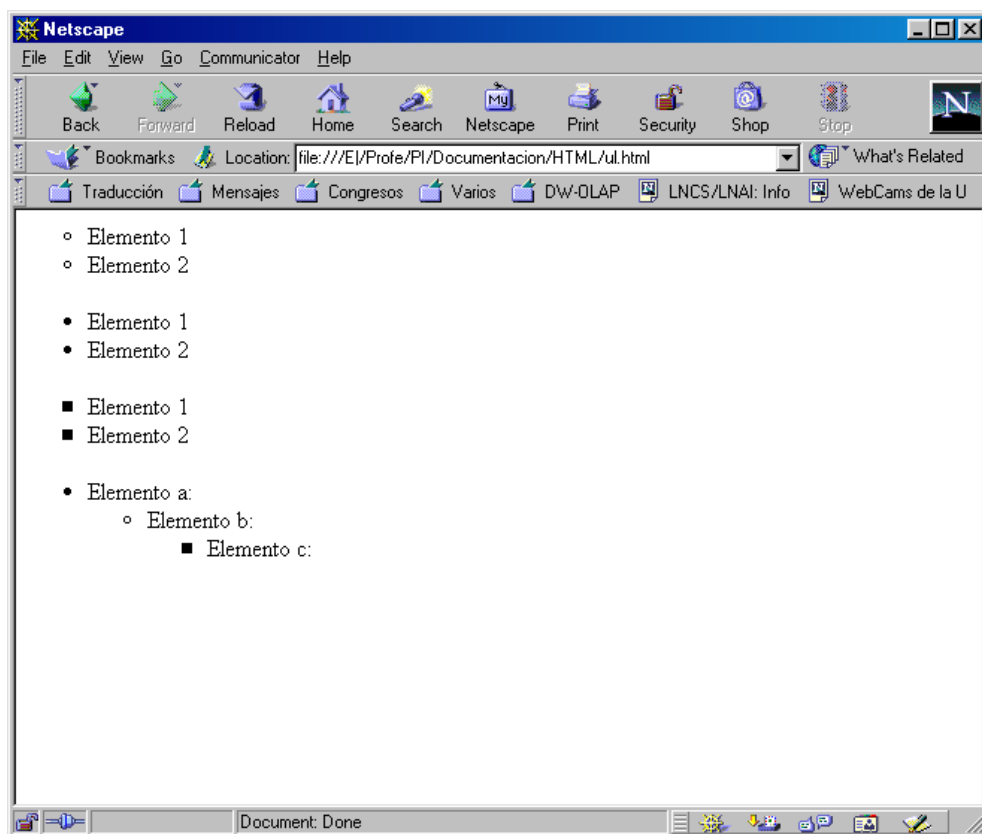 Netscape
File Edit View Go Communicator Help
Back Forward Reload Home Search My Netscape Print Security Shop Stop N
Bookmarks Location: file:///E|/Profe/PI/Documentacion/HTML/ul.html What's Related
Traducción Mensajes Congresos Varios DW-OLAP LNCS/LNAI: Info WebCams de la U
Elemento 1
Elemento 2
Elemento 1
Elemento 2
Elemento 1
Elemento 2
Elemento a:
Elemento b:
Elemento c:
Document: Done